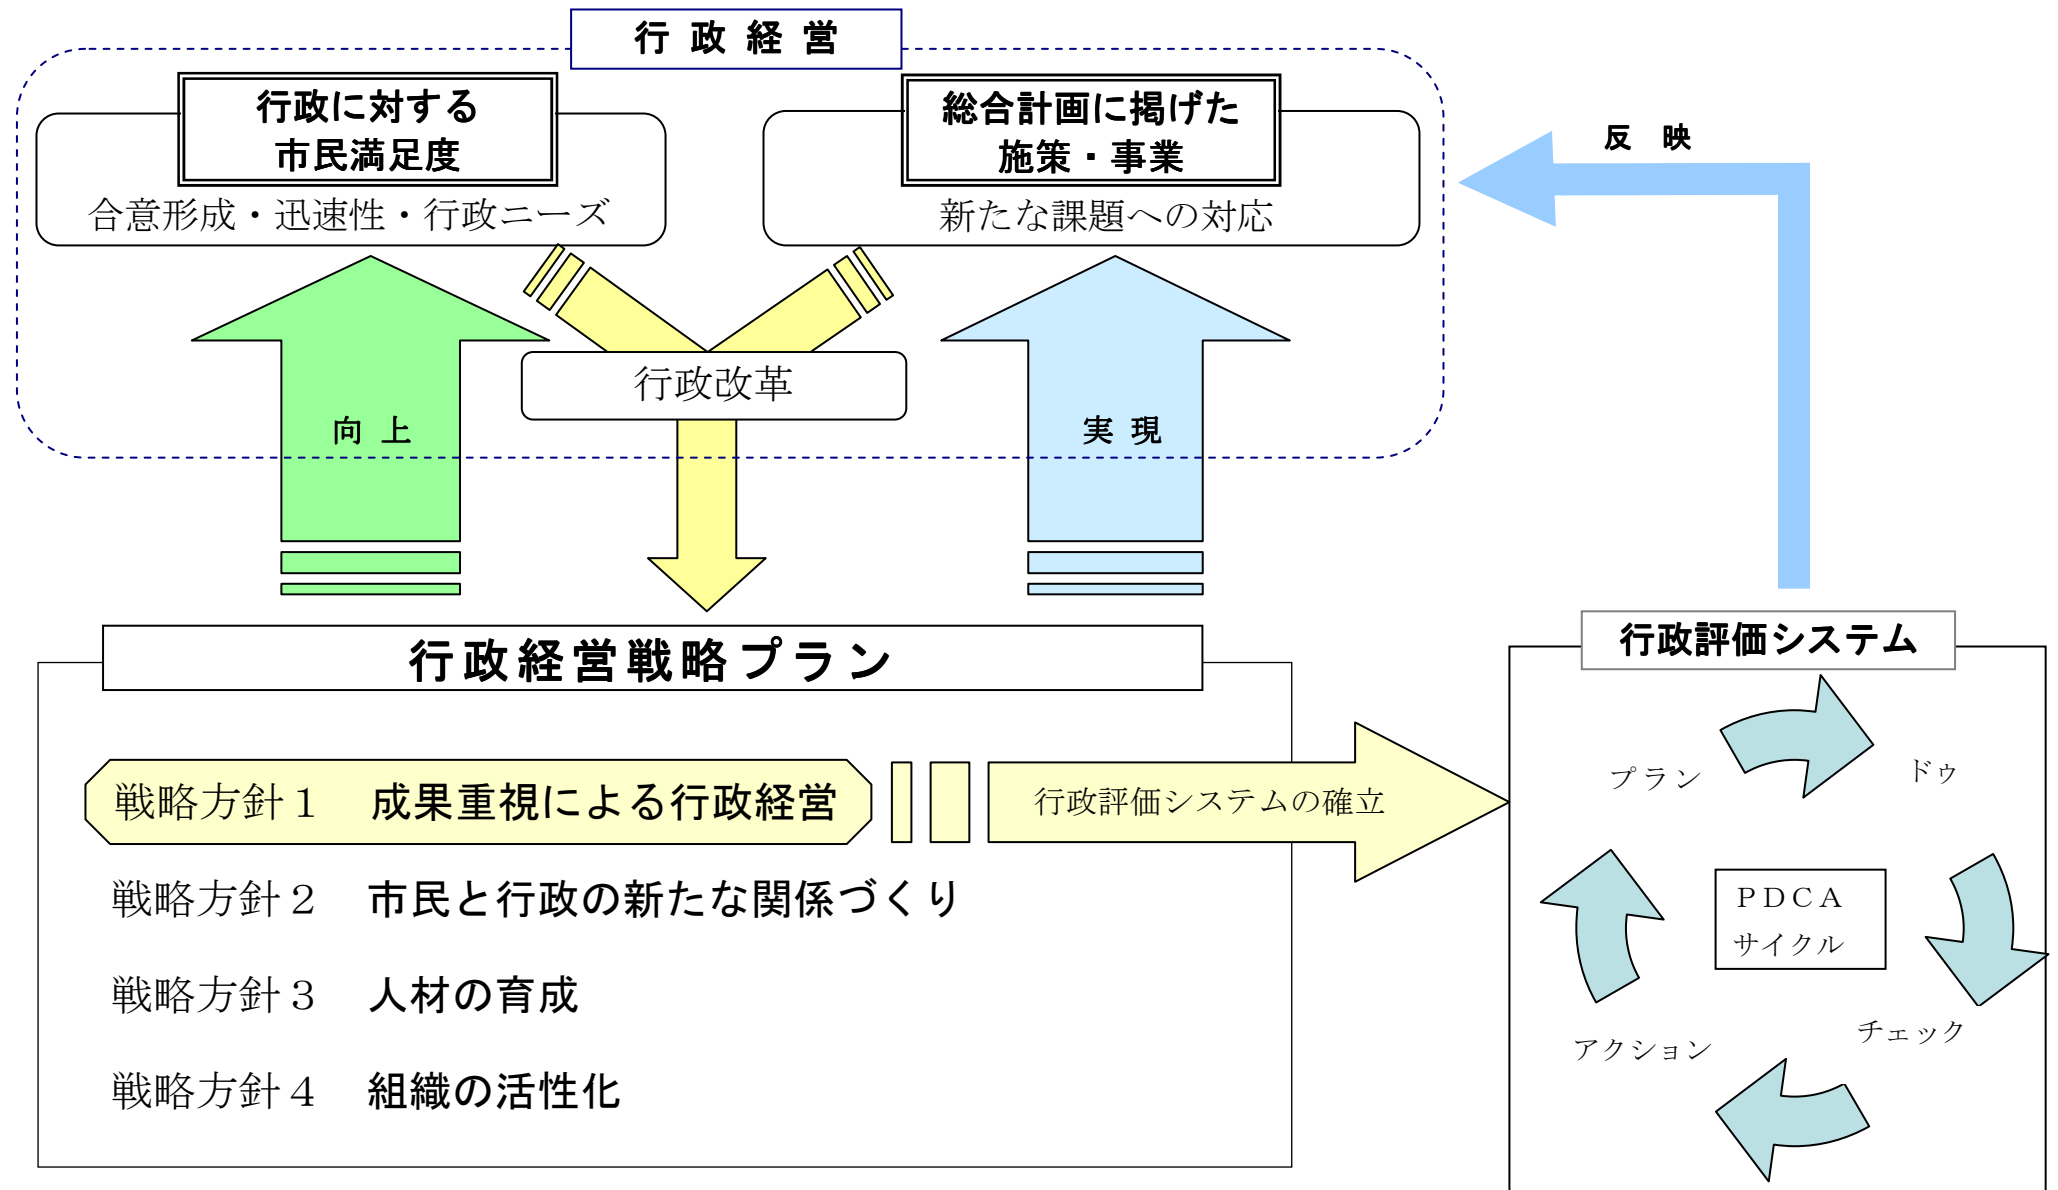 行 政 経 営
行政に対する
市民満足度
合意形成・迅速性・行政ニーズ
総合計画に掲げた
施策・事業
新たな課題への対応
反 映
行政改革
向 上
実 現
行政経営戦略プラン
戦略方針１ 成果重視による行政経営
行政評価システムの確立
戦略方針２ 市民と行政の新たな関係づくり
戦略方針３ 人材の育成
戦略方針４ 組織の活性化
行政評価システム
プラン
ドゥ
ＰＤＣＡ
サイクル
チェック
アクション